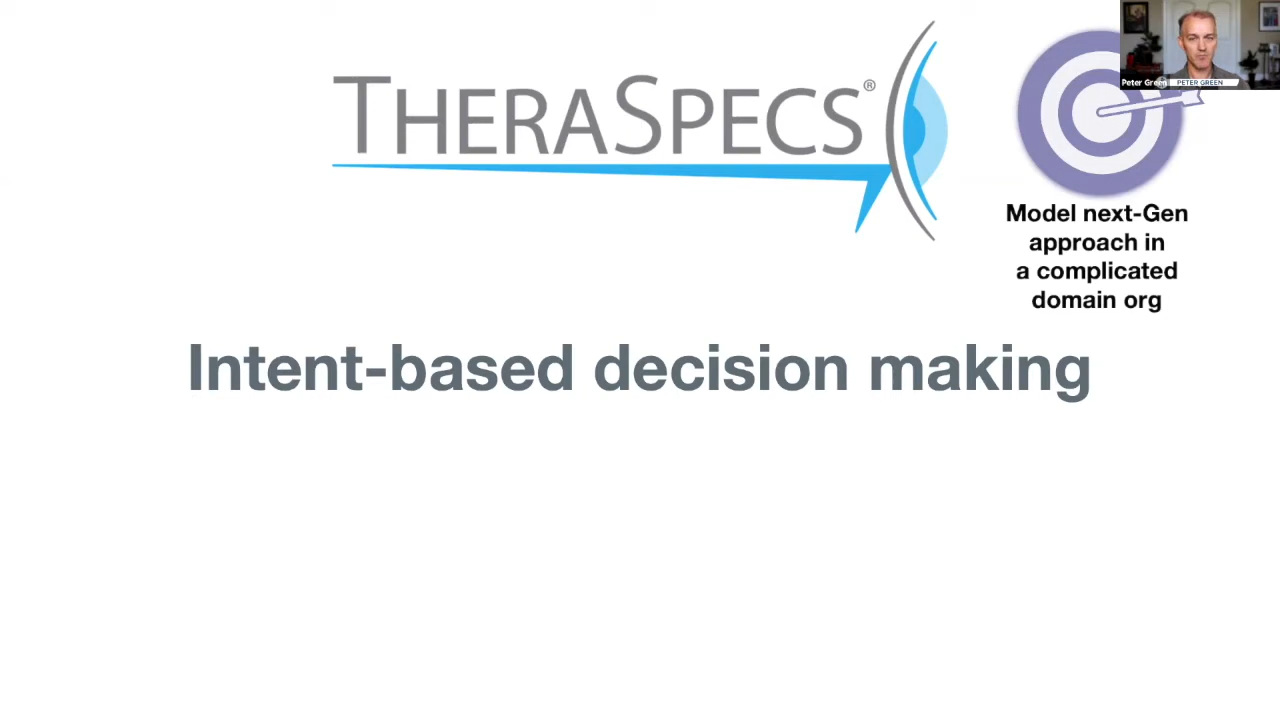 THERASPECS®
Peter Green PETER GREEN
Model next-Gen
approach in
a complicated
domain org
Intent-based decision making